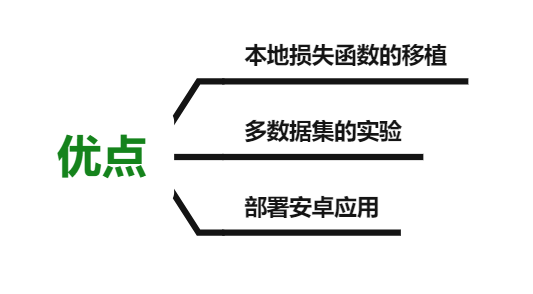 本地损失函数的移植
多数据集的实验
优点
部署安卓应用